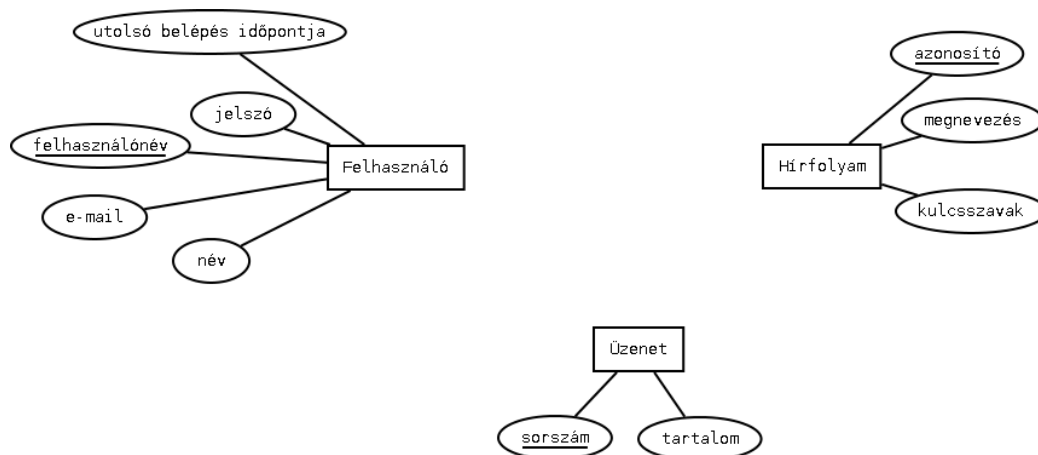 utolsó belépés időpontja
jelszó
felhasználónév
Felhasználó
e-mail
név
azonosító
megnevezés
Hírfolyam
kulcsszavak
Üzenet
sorszám
tartalom